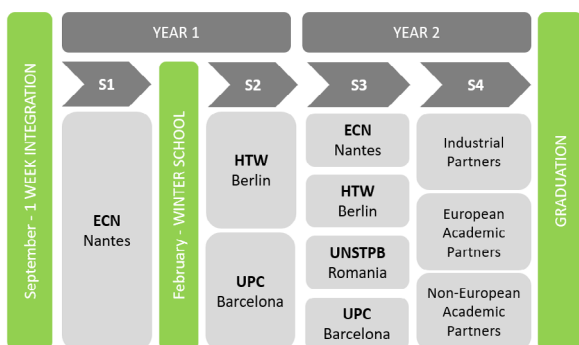 September - 1 WEEK INTEGRATION
YEAR 1
YEAR 2
S1
February - WINTER SCHOOL
S2
S3
S4
ECN
Nantes
HTW
Berlin
UPC
Barcelona
ECN
Nantes
HTW
Berlin
UNSTPB
Romania
UPC
Barcelona
Industrial
Partners
European
Academic
Partners
Non-European
Academic
Partners
GRADUATION